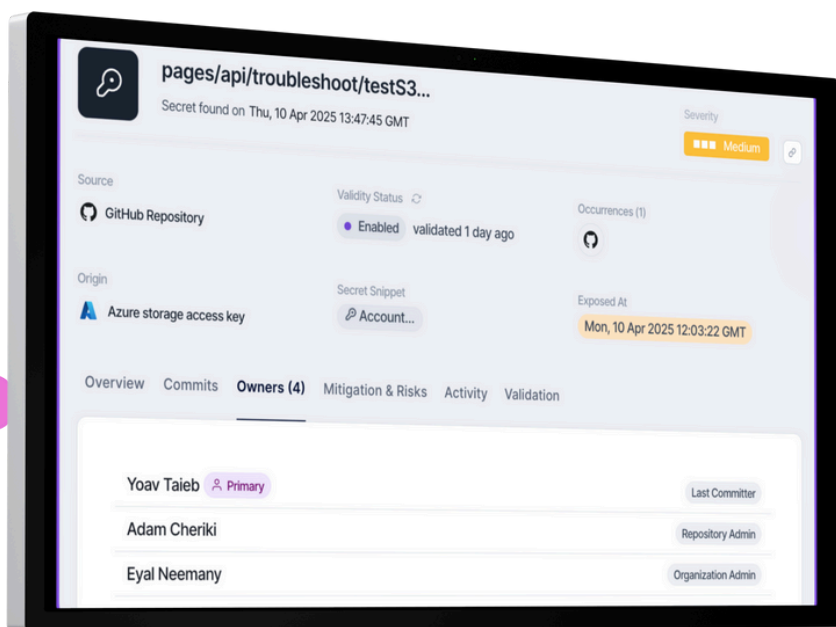 pages/api/troubleshoot/testS3...
Secret found on Thu, 10 Apr 2025 13:47:45 GMT
Severity
Medium
Source
GitHub Repository
Validity Status
Enabled validated 1 day ago
Occurrences (1)
Origin
Azure storage access key
Secret Snippet
Account...
Exposed At
Mon, 10 Apr 2025 12:03:22 GMT
Overview Commits Owners (4) Mitigation & Risks Activity Validation
Yoav Taieb Primary Last Committer
Adam Cheriki Repository Admin
Eyal Neemany Organization Admin